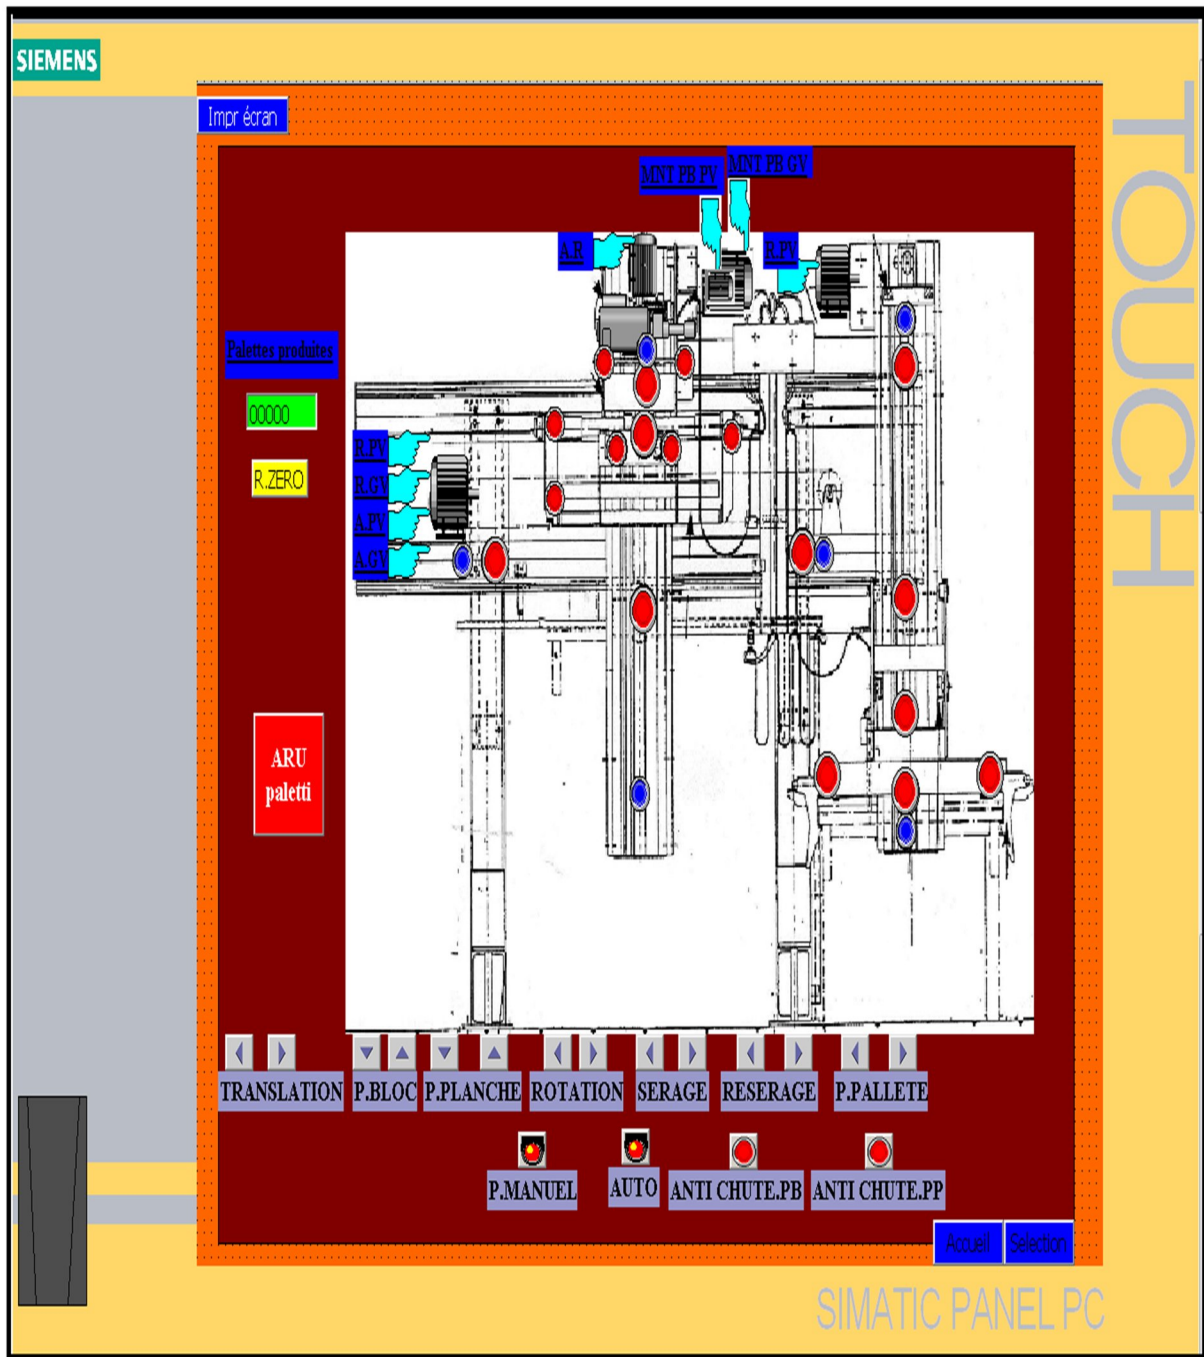 SIEMENS
TOUCH
Impr écran
MNT PB PV
MNT PB GV
A.R
R.PV
Palettes produites
00000
R.ZERO
R.PV
R.GV
A.PV
A.GV
ARU
paletti
TRANSLATION
P.BLOC
P.PLANCHE
ROTATION
SERAGE
RESERAGE
P.PALLETE
P.MANUEL
AUTO
ANTI CHUTE.PB
ANTI CHUTE.PP
Accueil
Selection
SIMATIC PANEL PC